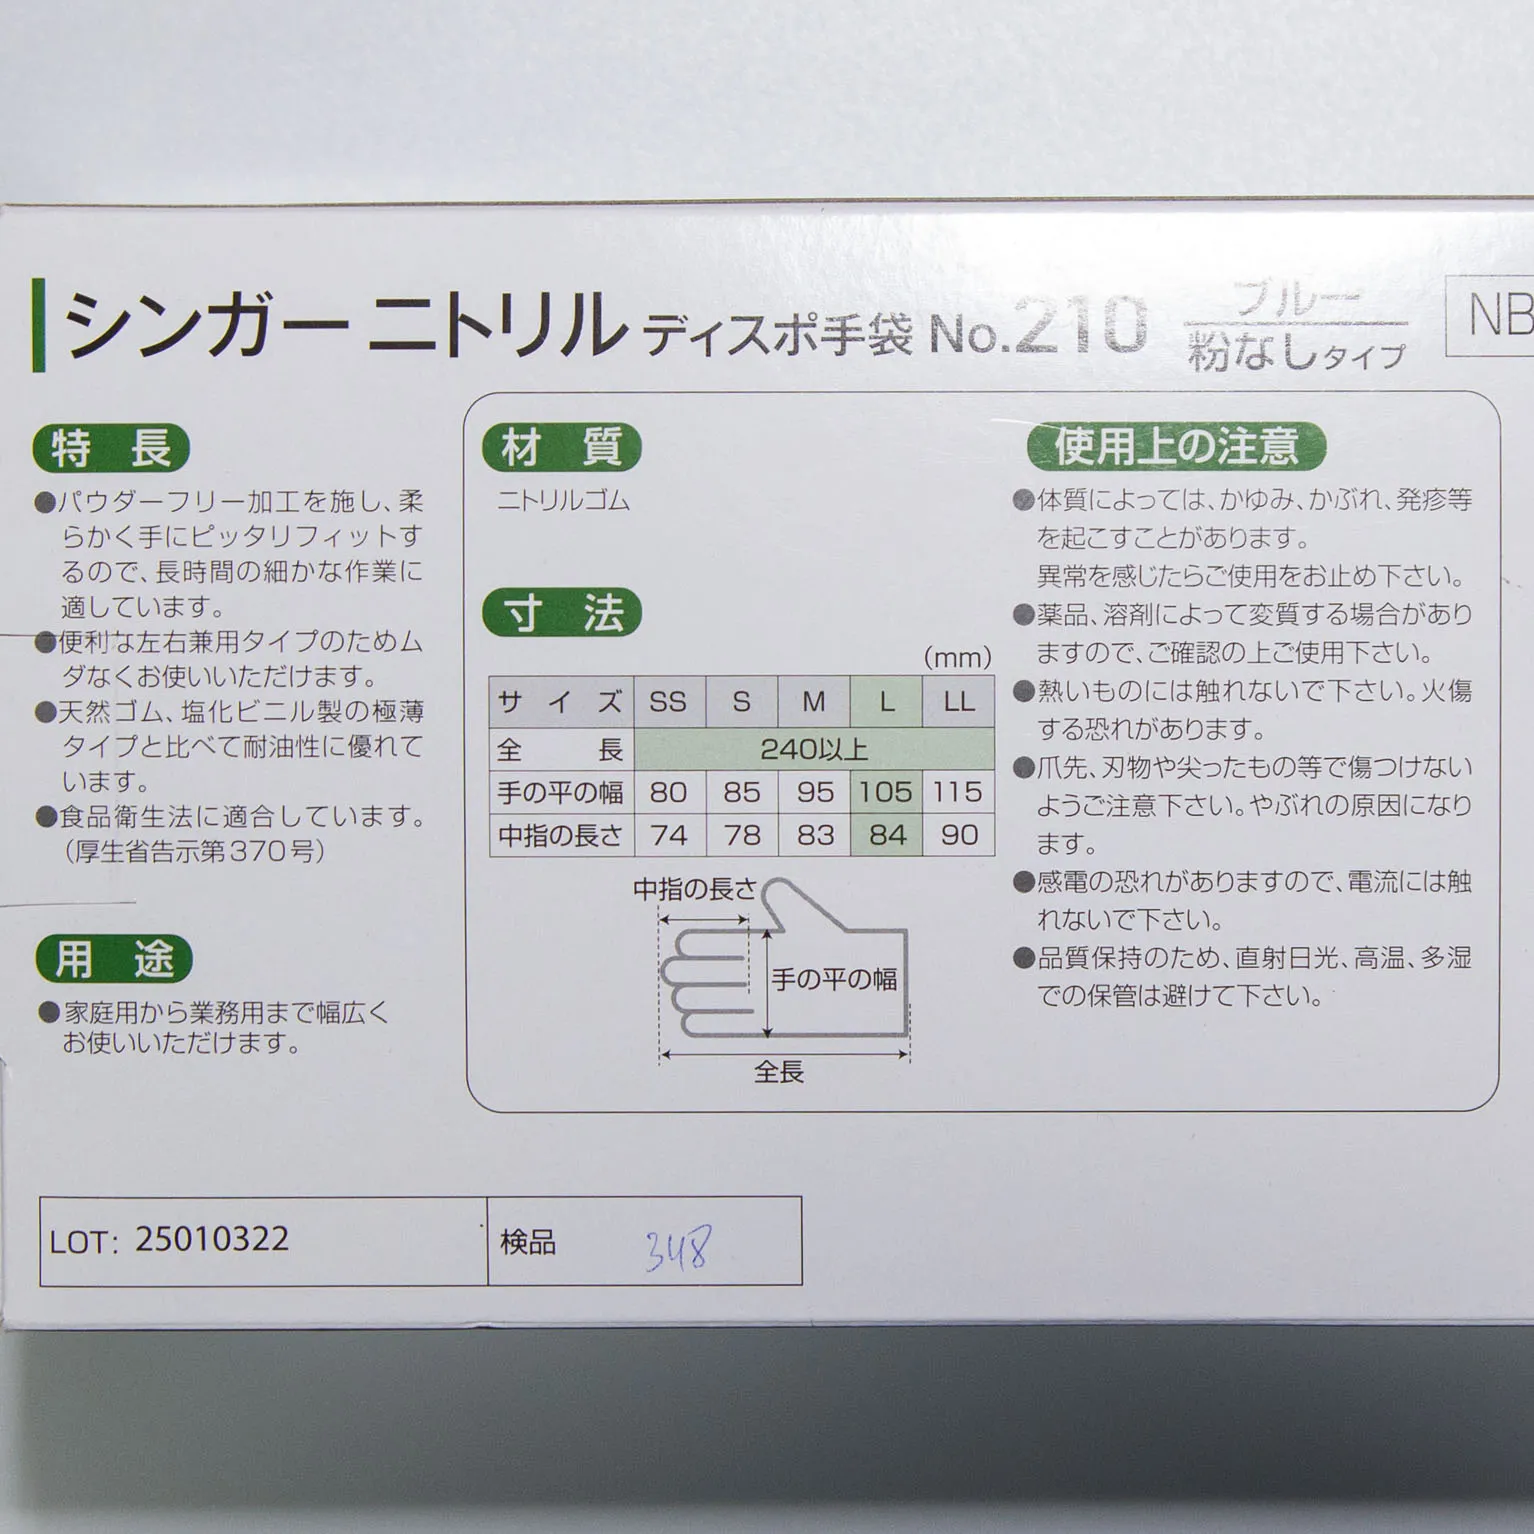 シンガー ニトリル ディスポ手袋 No.210 ブルー 粉なしタイプ NB
特 長
●パウダーフリー加工を施し、柔
らかく手にピッタリフィットす
るので、長時間の細かな作業に
適しています。
●便利な左右兼用タイプのためム
ダなくお使いいただけます。
●天然ゴム、塩化ビニル製の極薄
タイプと比べて耐油性に優れて
います。
●食品衛生法に適合しています。
(厚生省告示第370号)
用 途
●家庭用から業務用まで幅広く
お使いいただけます。
材 質
ニトリルゴム
寸 法
(mm)
サ イ ズ SS S M L LL
全 長 240以上
手の平の幅 80 85 95 105 115
中指の長さ 74 78 83 84 90
中指の長さ
手の平の幅
全長
使用上の注意
●体質によっては、かゆみ、かぶれ、発疹等
を起こすことがあります。
異常を感じたらご使用をお止め下さい。
●薬品、溶剤によって変質する場合があり
ますので、ご確認の上ご使用下さい。
●熱いものには触れないで下さい。火傷
する恐れがあります。
●爪先、刃物や尖ったもの等で傷つけない
ようご注意下さい。やぶれの原因になり
ます。
●感電の恐れがありますので、電流には触
れないで下さい。
●品質保持のため、直射日光、高温、多湿
での保管は避けて下さい。
LOT: 25010322
検品 348